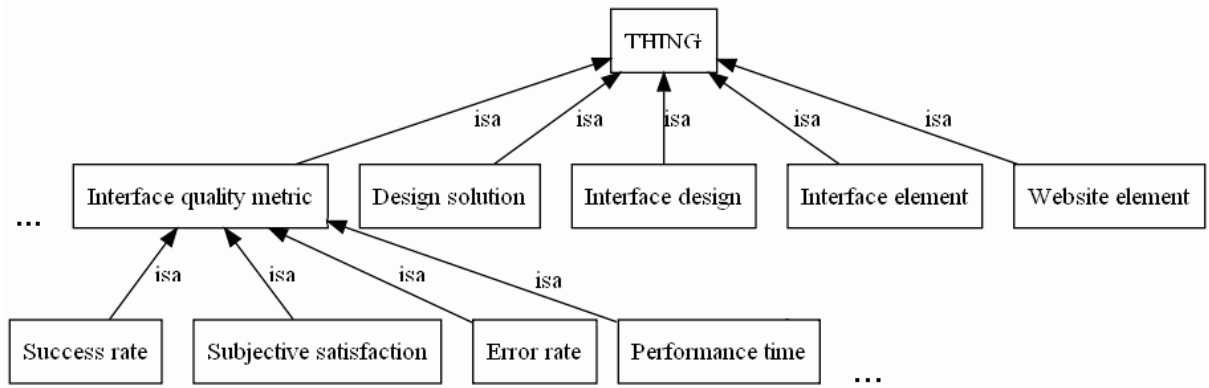 THING
isa isa isa isa isa
Interface quality metric Design solution Interface design Interface element Website element
...
isa isa isa isa
Success rate Subjective satisfaction Error rate Performance time
...